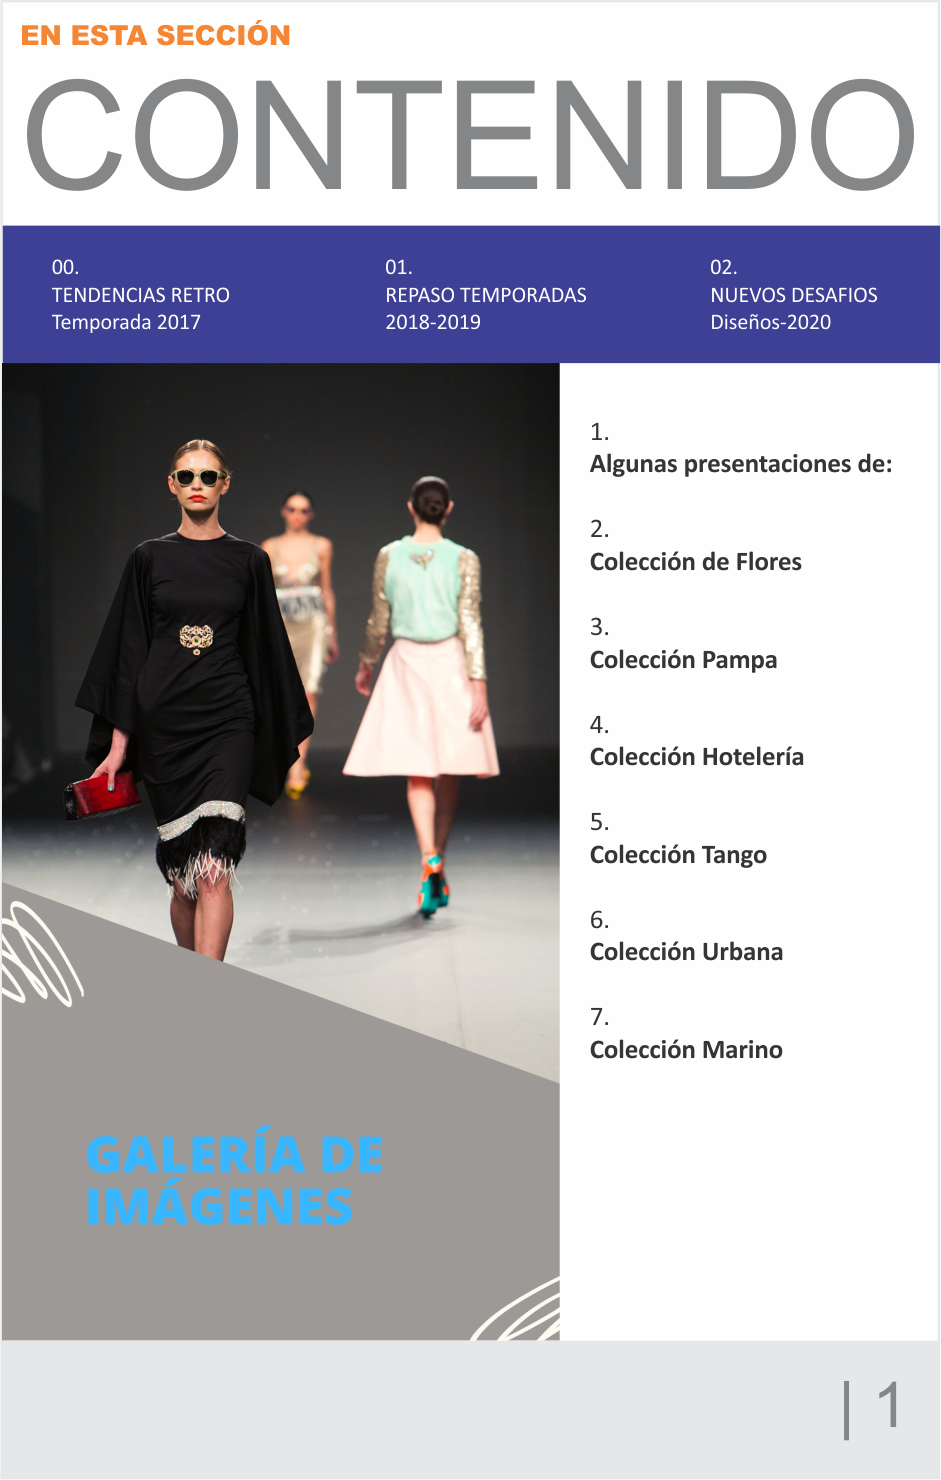 EN ESTA SECCIÓN
CONTENIDO
00.
TENDENCIAS RETRO
Temporada 2017
01.
REPASO TEMPORADAS
2018-2019
02.
NUEVOS DESAFIOS
Diseños-2020
1.
Algunas presentaciones de:
2.
Colección de Flores
3.
Colección Pampa
4.
Colección Hotelería
5.
Colección Tango
6.
Colección Urbana
7.
Colección Marino
GALERÍA DE
IMÁGENES
| 1